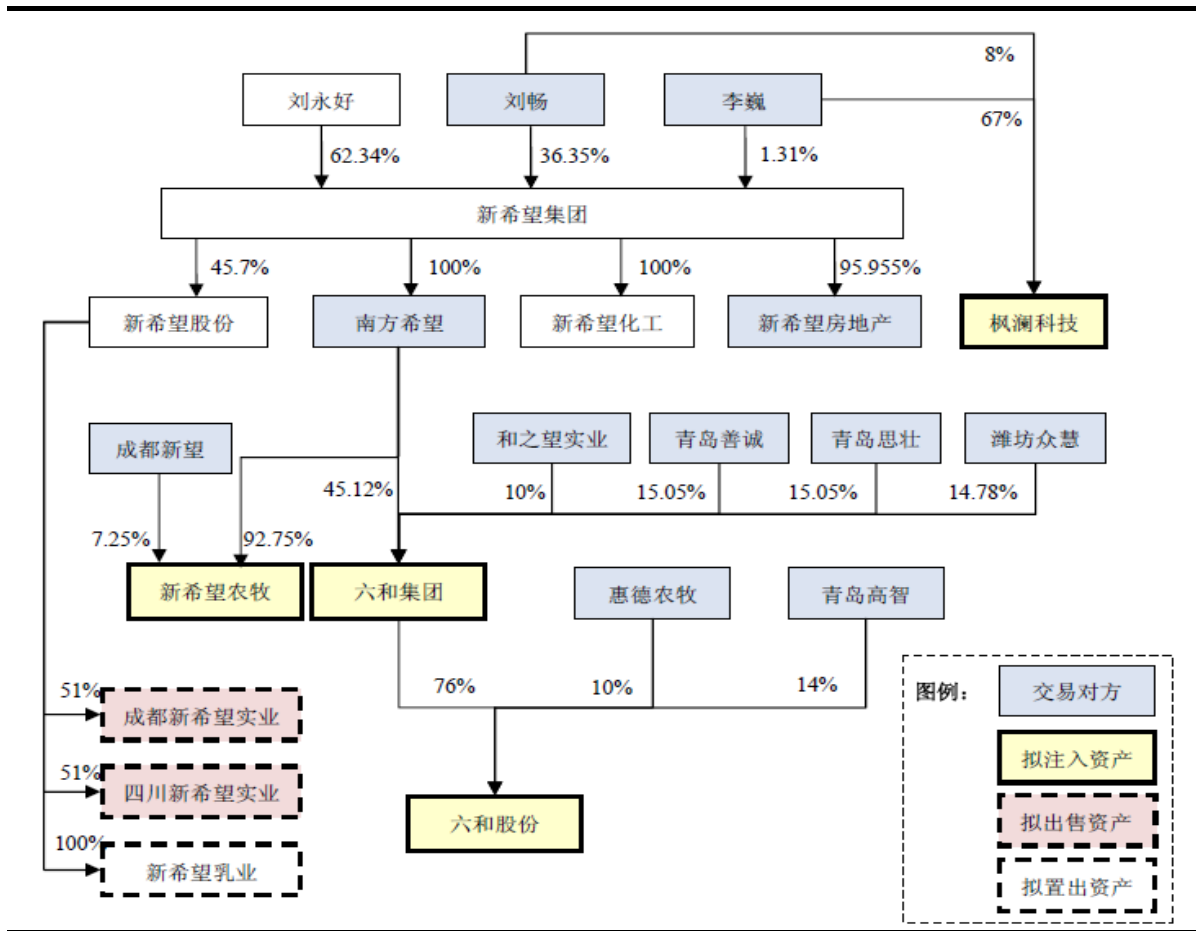 8%
刘永好
刘畅
李巍
67%
62.34%
36.35%
1.31%
新希望集团
45.7%
100%
100%
95.955%
新希望股份
南方希望
新希望化工
新希望房地产
枫澜科技
成都新望
和之望实业
青岛善诚
青岛思壮
潍坊众慧
45.12%
10%
15.05%
15.05%
14.78%
7.25%
92.75%
新希望农牧
六和集团
惠德农牧
青岛高智
76%
10%
14%
51%
成都新希望实业
51%
四川新希望实业
100%
新希望乳业
六和股份
图例：
交易对方
拟注入资产
拟出售资产
拟置出资产